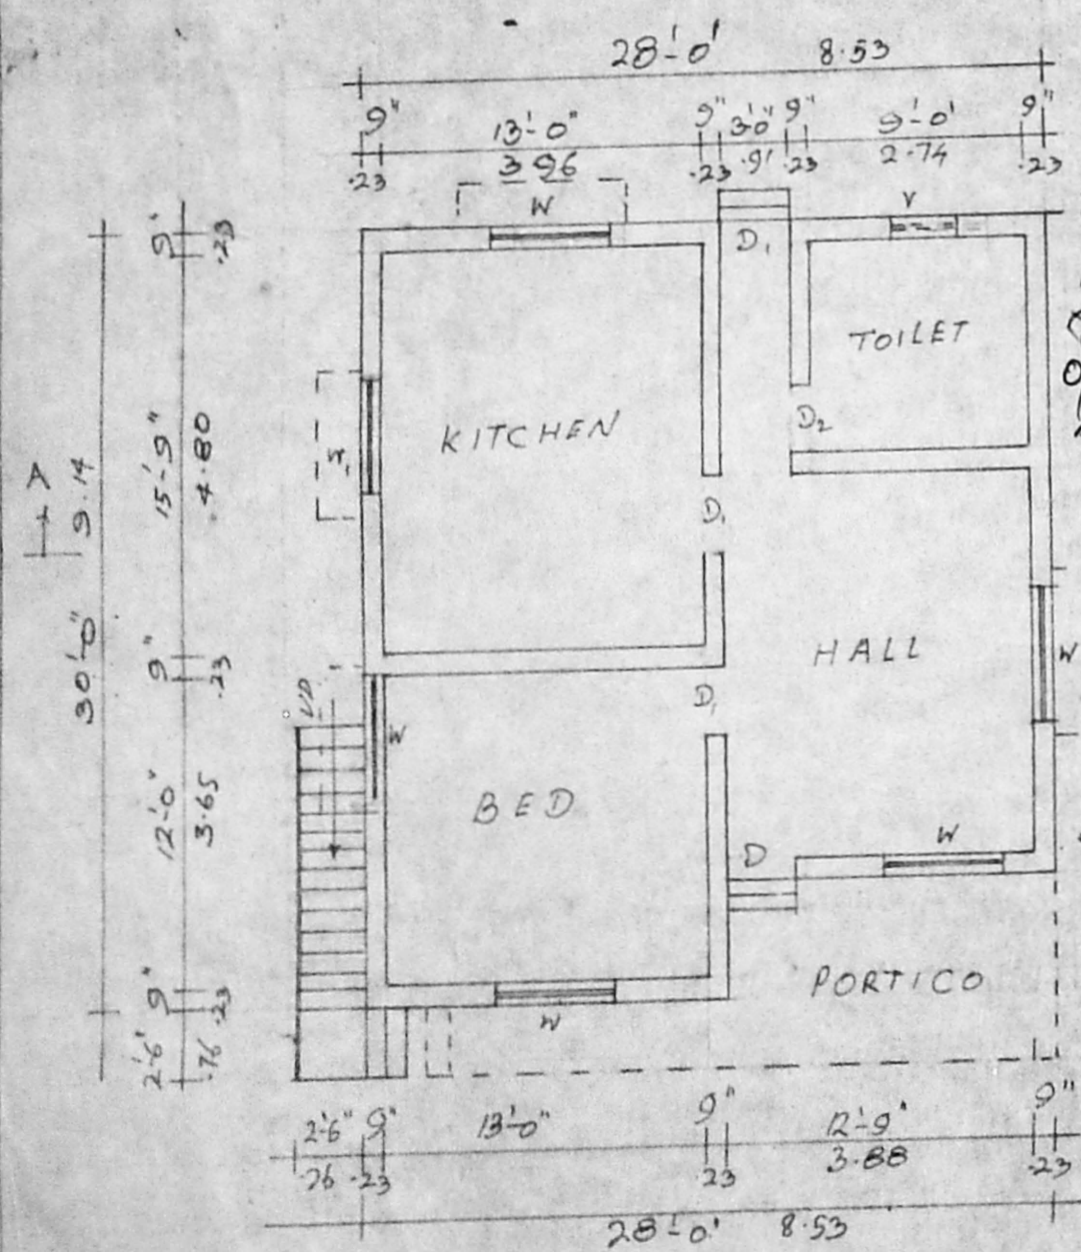 28'-0' 8.53
9" 13'-0" 9" 3'0" 9" 9'-0' 9"
.23 3.96 .23 .91 .23 2.74 .23
W V
D1
9" .23
TOILET
KITCHEN
D2
W
15'-9" 4.80
A
30'-0" 9.14
D1
HALL
W
9" .23
UP
D1
W
BED
12'-0" 3.65
D W
PORTICO
9" .23
W
2'-6" .76
2'-6" 9" 13'-0" 9" 12'-9" 9"
.76 .23 .23 3.88 .23
28'-0' 8.53